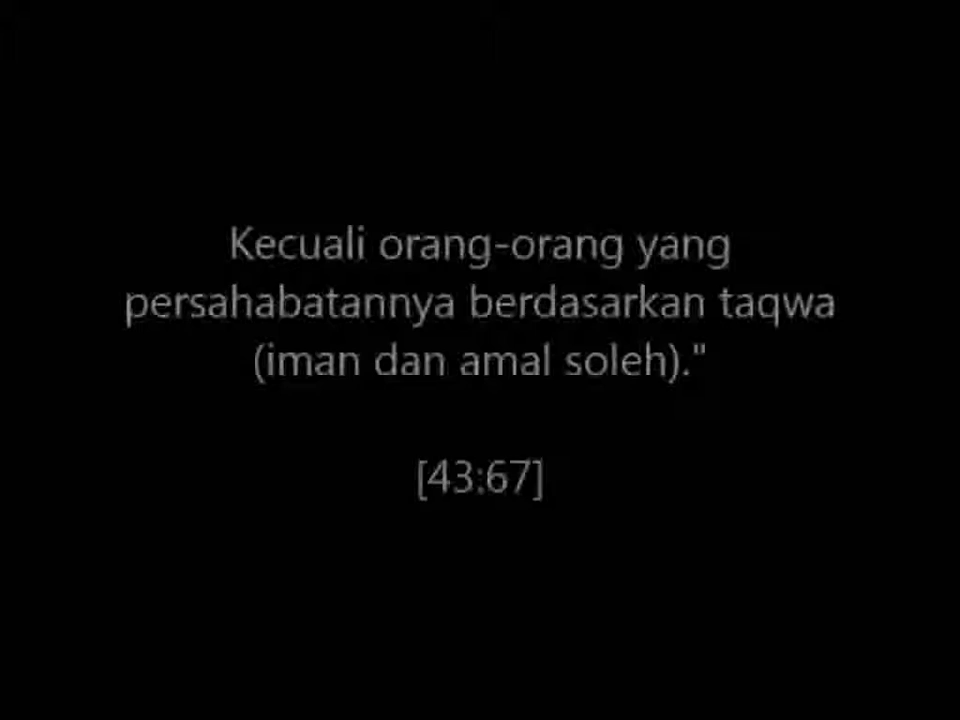 Kecuali orang-orang yang
persahabatannya berdasarkan taqwa
(iman dan amal soleh)."
[43:67]